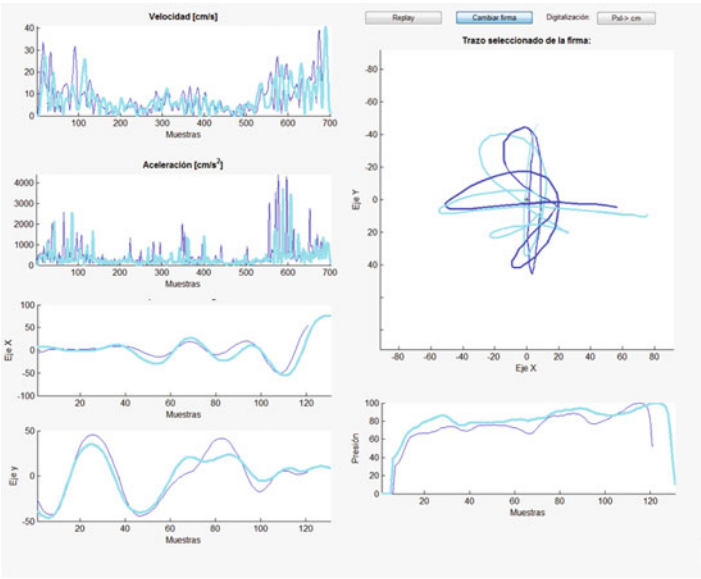 Velocidad [cm/s]
40
30
20
10
0
100 200 300 400 500 600 700
Muestras
Aceleración [cm/s²]
4000
3000
2000
1000
0
100 200 300 400 500 600 700
Muestras
100
50
0
-50
-100
Eje X
20 40 60 80 100 120
Muestras
50
0
-50
Eje y
20 40 60 80 100 120
Muestras
Replay Cambiar firma Digitalización: Pxl-> cm
Trazo seleccionado de la firma:
-80
-60
-40
-20
0
20
40
Eje Y
-80 -60 -40 -20 0 20 40 60 80
Eje X
100
80
60
40
20
0
Presión
20 40 60 80 100 120
Muestras